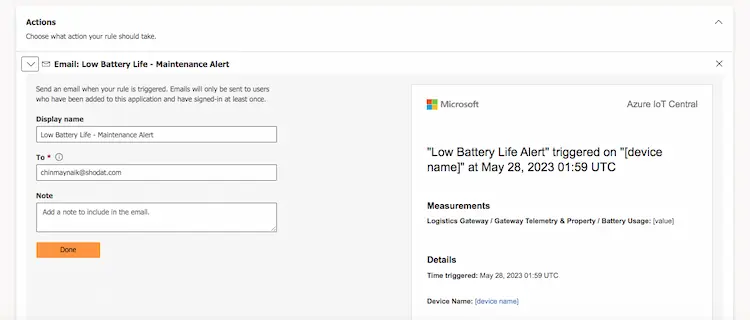 Actions
Choose what action your rule should take.
Email: Low Battery Life - Maintenance Alert
Send an email when your rule is triggered. Emails will only be sent to users
who have been added to this application and have signed-in at least once.
Display name
Low Battery Life - Maintenance Alert
To *
chinmaynaik@shodat.com
Note
Add a note to include in the email.
Done
Microsoft
Azure IoT Central
"Low Battery Life Alert" triggered on "[device
name]" at May 28, 2023 01:59 UTC
Measurements
Logistics Gateway / Gateway Telemetry & Property / Battery Usage: [value]
Details
Time triggered: May 28, 2023 01:59 UTC
Device Name: [device name]